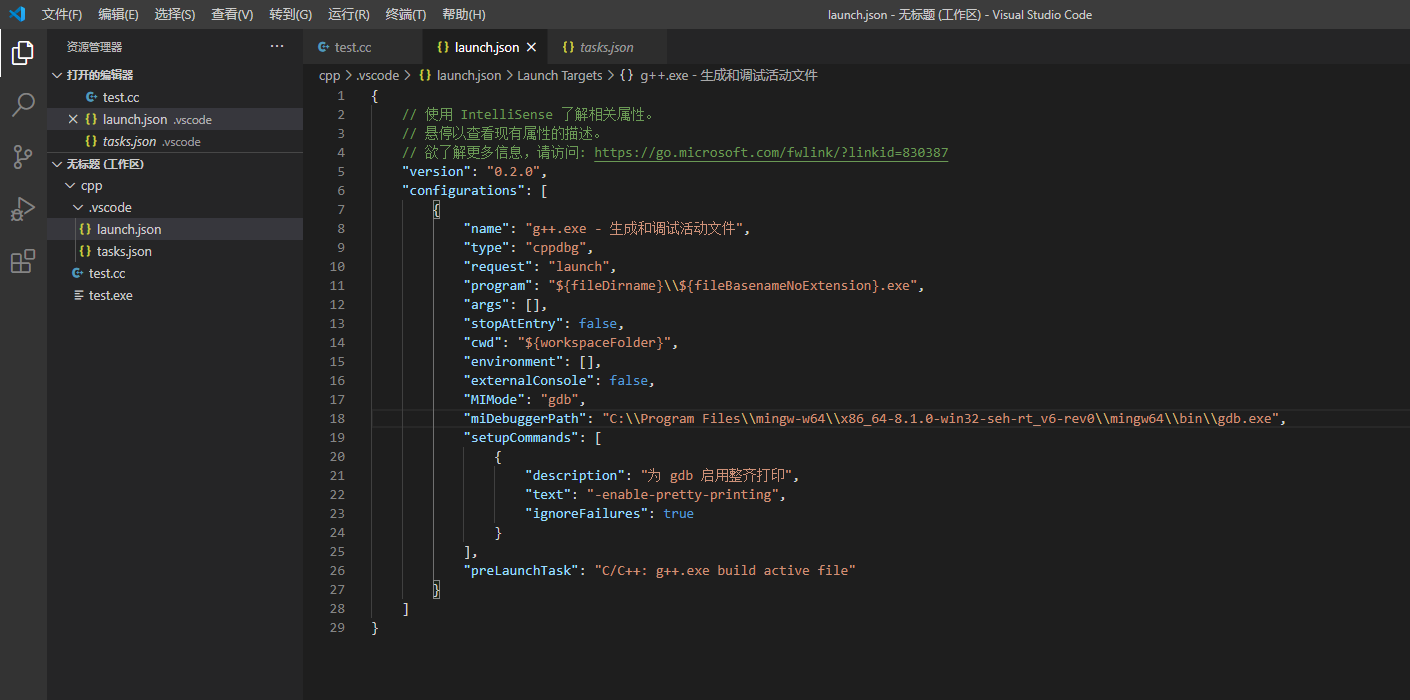 文件(F) 编辑(E) 选择(S) 查看(V) 转到(G) 运行(R) 终端(T) 帮助(H) launch.json - 无标题 (工作区) - Visual Studio Code
资源管理器 ···
打开的编辑器
test.cc
launch.json .vscode
tasks.json .vscode
无标题 (工作区)
cpp
.vscode
{} launch.json
{} tasks.json
test.cc
test.exe
test.cc {} launch.json × {} tasks.json
cpp > .vscode > {} launch.json > Launch Targets > {} g++.exe - 生成和调试活动文件
1 {
2 // 使用 IntelliSense 了解相关属性。
3 // 悬停以查看现有属性的描述。
4 // 欲了解更多信息，请访问: https://go.microsoft.com/fwlink/?linkid=830387
5 "version": "0.2.0",
6 "configurations": [
7 {
8 "name": "g++.exe - 生成和调试活动文件",
9 "type": "cppdbg",
10 "request": "launch",
11 "program": "${fileDirname}\\${fileBasenameNoExtension}.exe",
12 "args": [],
13 "stopAtEntry": false,
14 "cwd": "${workspaceFolder}",
15 "environment": [],
16 "externalConsole": false,
17 "MIMode": "gdb",
18 "miDebuggerPath": "C:\\Program Files\\mingw-w64\\x86_64-8.1.0-win32-seh-rt_v6-rev0\\mingw64\\bin\\gdb.exe",
19 "setupCommands": [
20 {
21 "description": "为 gdb 启用整齐打印",
22 "text": "-enable-pretty-printing",
23 "ignoreFailures": true
24 }
25 ],
26 "preLaunchTask": "C/C++: g++.exe build active file"
27 }
28 ]
29 }